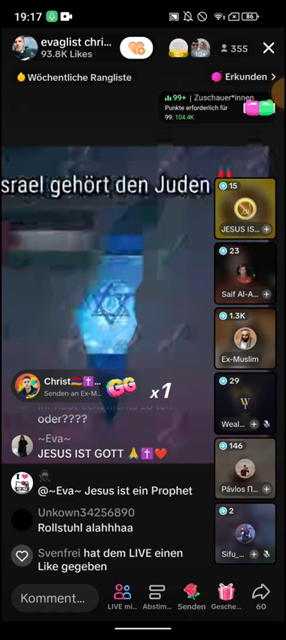 19:17
86
evaglist chri...
93.8K Likes
355
Wöchentliche Rangliste
Erkunden >
99+ | Zuschauer*innen
Punkte erforderlich für
99: 104.4K
srael gehört den Juden
15
JESUS IS...
23
Saif Al-A...
1.3K
Ex-Muslim
29
Weal...
146
Pávlos Π...
2
Sifu_...
Christ🇦🇲✝️...
Senden an Ex-M...
GG
x1
oder????
~Eva~
JESUS IST GOTT 🙏✝️❤️
@~Eva~ Jesus ist ein Prophet
Unkown34256890
Rollstuhl alahhhaa
Svenfrei hat dem LIVE einen
Like gegeben
Komment...
LIVE mi...
Abstim...
Senden
Gesche...
60